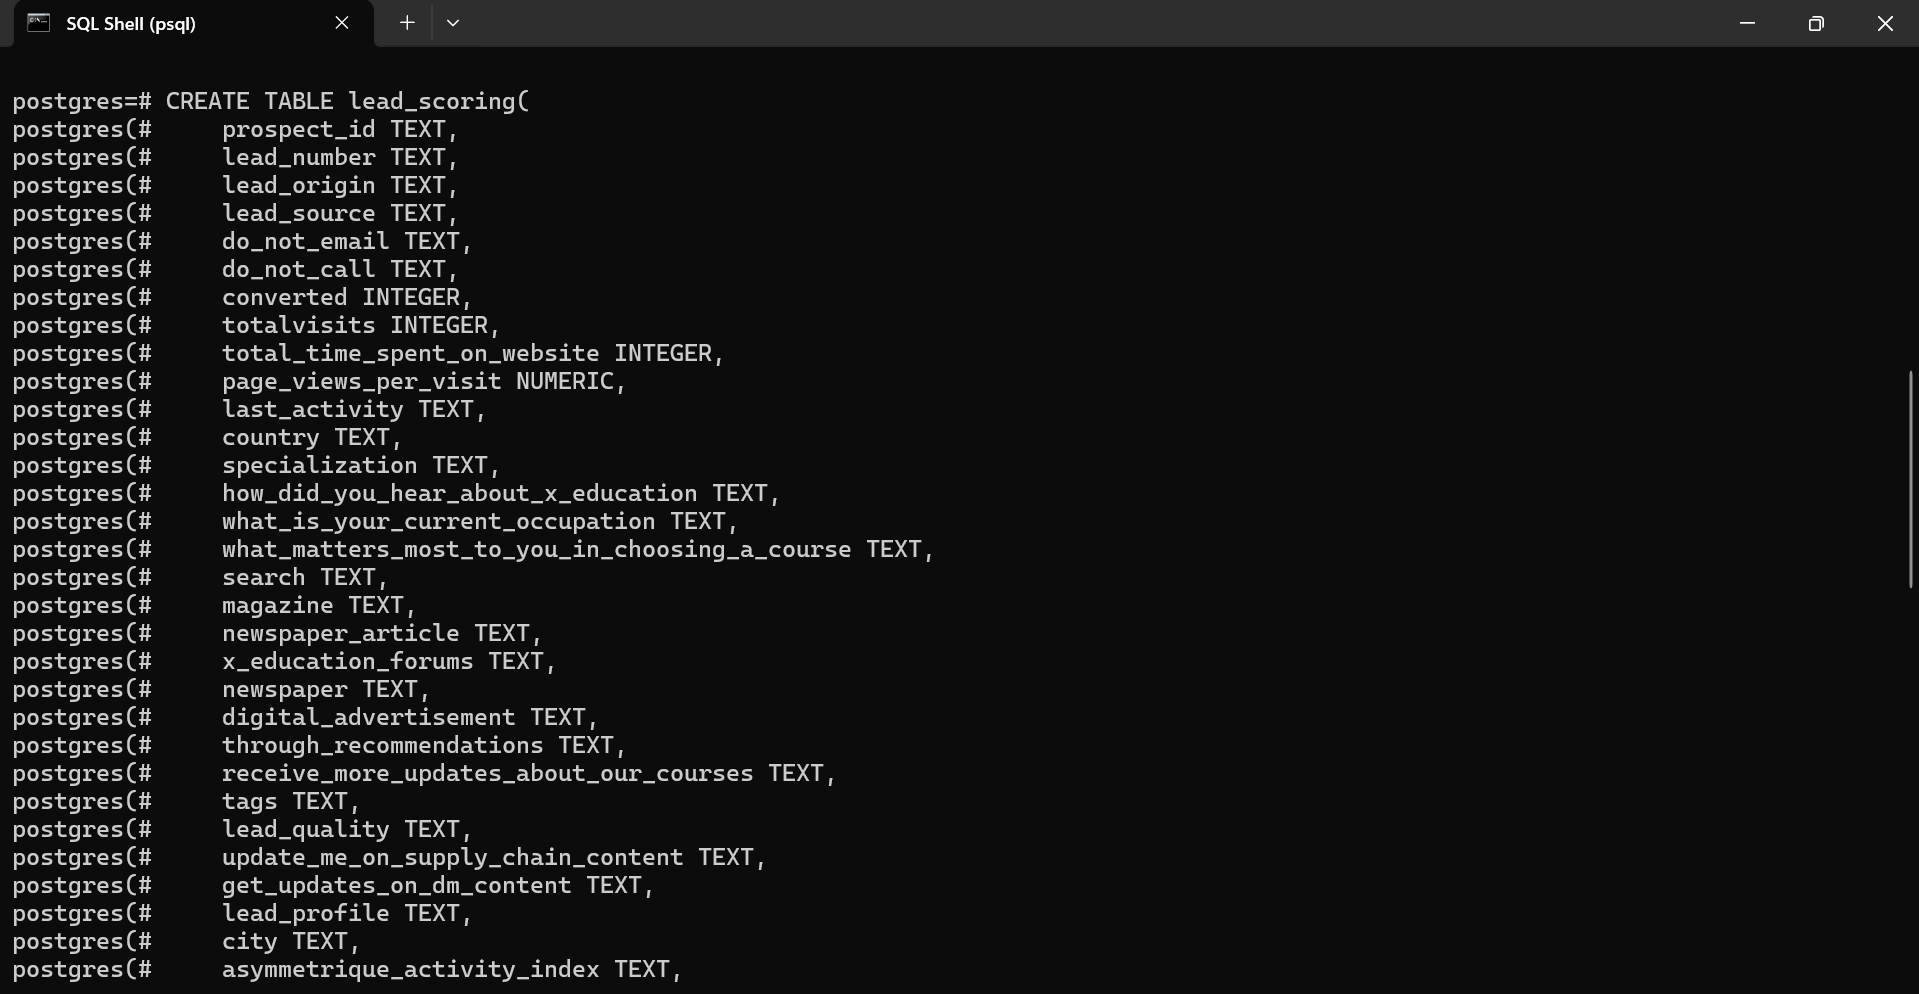 SQL Shell (psql)
postgres=# CREATE TABLE lead_scoring(
postgres(#     prospect_id TEXT,
postgres(#     lead_number TEXT,
postgres(#     lead_origin TEXT,
postgres(#     lead_source TEXT,
postgres(#     do_not_email TEXT,
postgres(#     do_not_call TEXT,
postgres(#     converted INTEGER,
postgres(#     totalvisits INTEGER,
postgres(#     total_time_spent_on_website INTEGER,
postgres(#     page_views_per_visit NUMERIC,
postgres(#     last_activity TEXT,
postgres(#     country TEXT,
postgres(#     specialization TEXT,
postgres(#     how_did_you_hear_about_x_education TEXT,
postgres(#     what_is_your_current_occupation TEXT,
postgres(#     what_matters_most_to_you_in_choosing_a_course TEXT,
postgres(#     search TEXT,
postgres(#     magazine TEXT,
postgres(#     newspaper_article TEXT,
postgres(#     x_education_forums TEXT,
postgres(#     newspaper TEXT,
postgres(#     digital_advertisement TEXT,
postgres(#     through_recommendations TEXT,
postgres(#     receive_more_updates_about_our_courses TEXT,
postgres(#     tags TEXT,
postgres(#     lead_quality TEXT,
postgres(#     update_me_on_supply_chain_content TEXT,
postgres(#     get_updates_on_dm_content TEXT,
postgres(#     lead_profile TEXT,
postgres(#     city TEXT,
postgres(#     asymmetrique_activity_index TEXT,